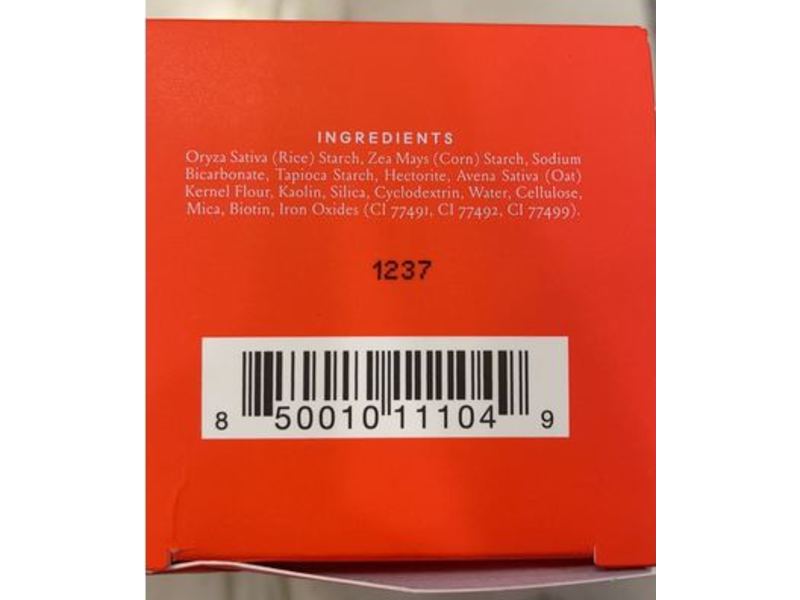 INGREDIENTS
Oryza Sativa (Rice) Starch, Zea Mays (Corn) Starch, Sodium
Bicarbonate, Tapioca Starch, Hectorite, Avena Sativa (Oat)
Kernel Flour, Kaolin, Silica, Cyclodextrin, Water, Cellulose,
Mica, Biotin, Iron Oxides (CI 77491, CI 77492, CI 77499).
1237
8 50010 11104 9